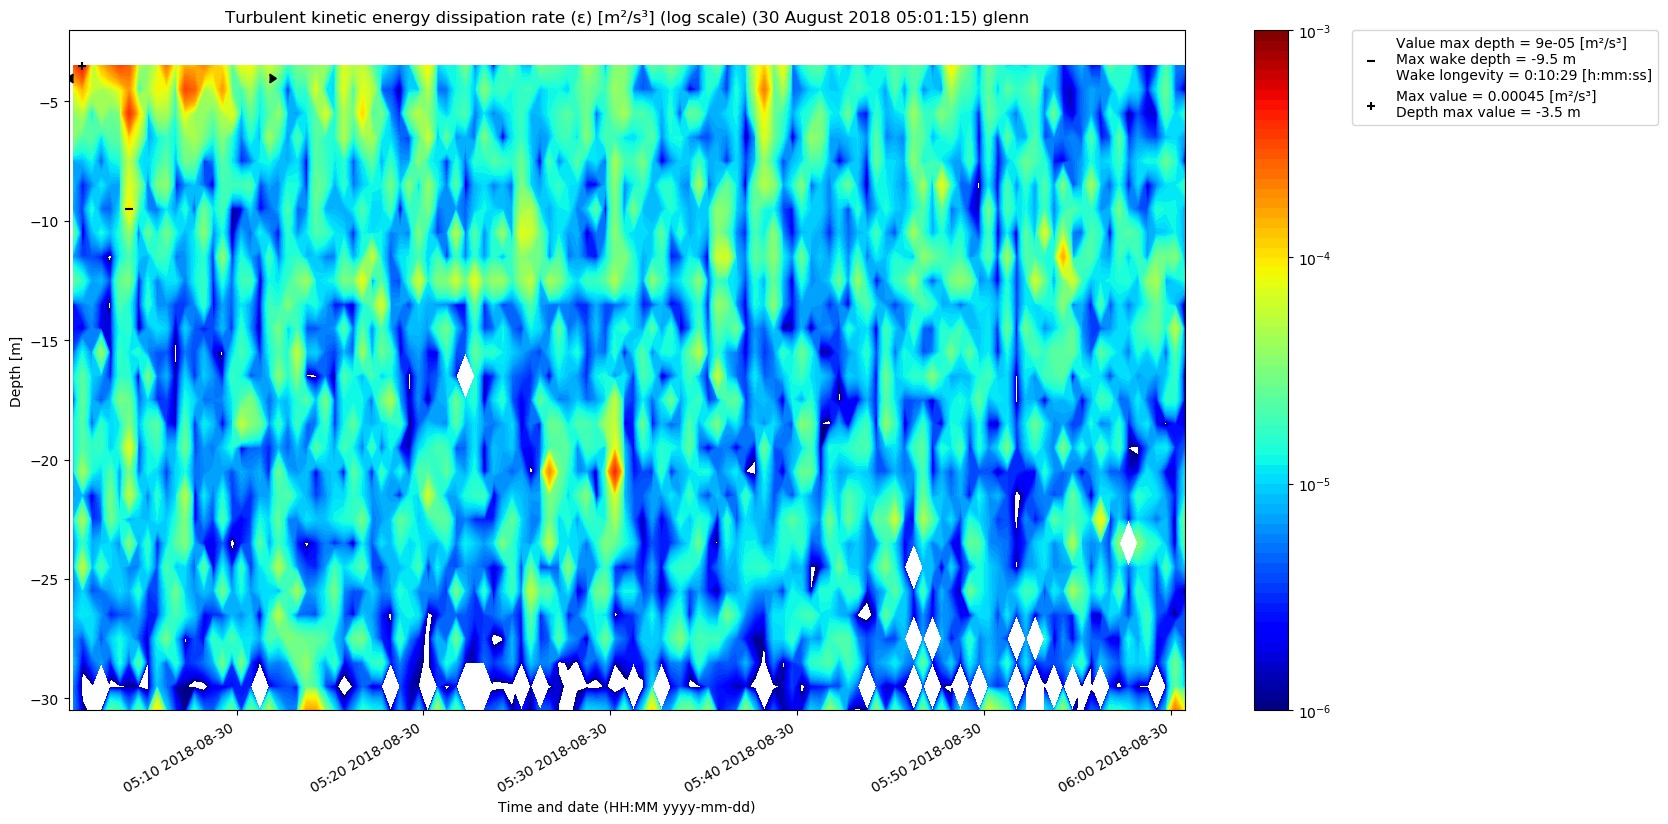 Turbulent kinetic energy dissipation rate (ε) [m²/s³] (log scale) (30 August 2018 05:01:15) glenn
Depth [m]
−5
−10
−15
−20
−25
−30
05:10 2018-08-30
05:20 2018-08-30
05:30 2018-08-30
05:40 2018-08-30
05:50 2018-08-30
06:00 2018-08-30
Time and date (HH:MM yyyy-mm-dd)
10⁻³
10⁻⁴
10⁻⁵
10⁻⁶
Value max depth = 9e-05 [m²/s³]
Max wake depth = -9.5 m
Wake longevity = 0:10:29 [h:mm:ss]
Max value = 0.00045 [m²/s³]
Depth max value = -3.5 m